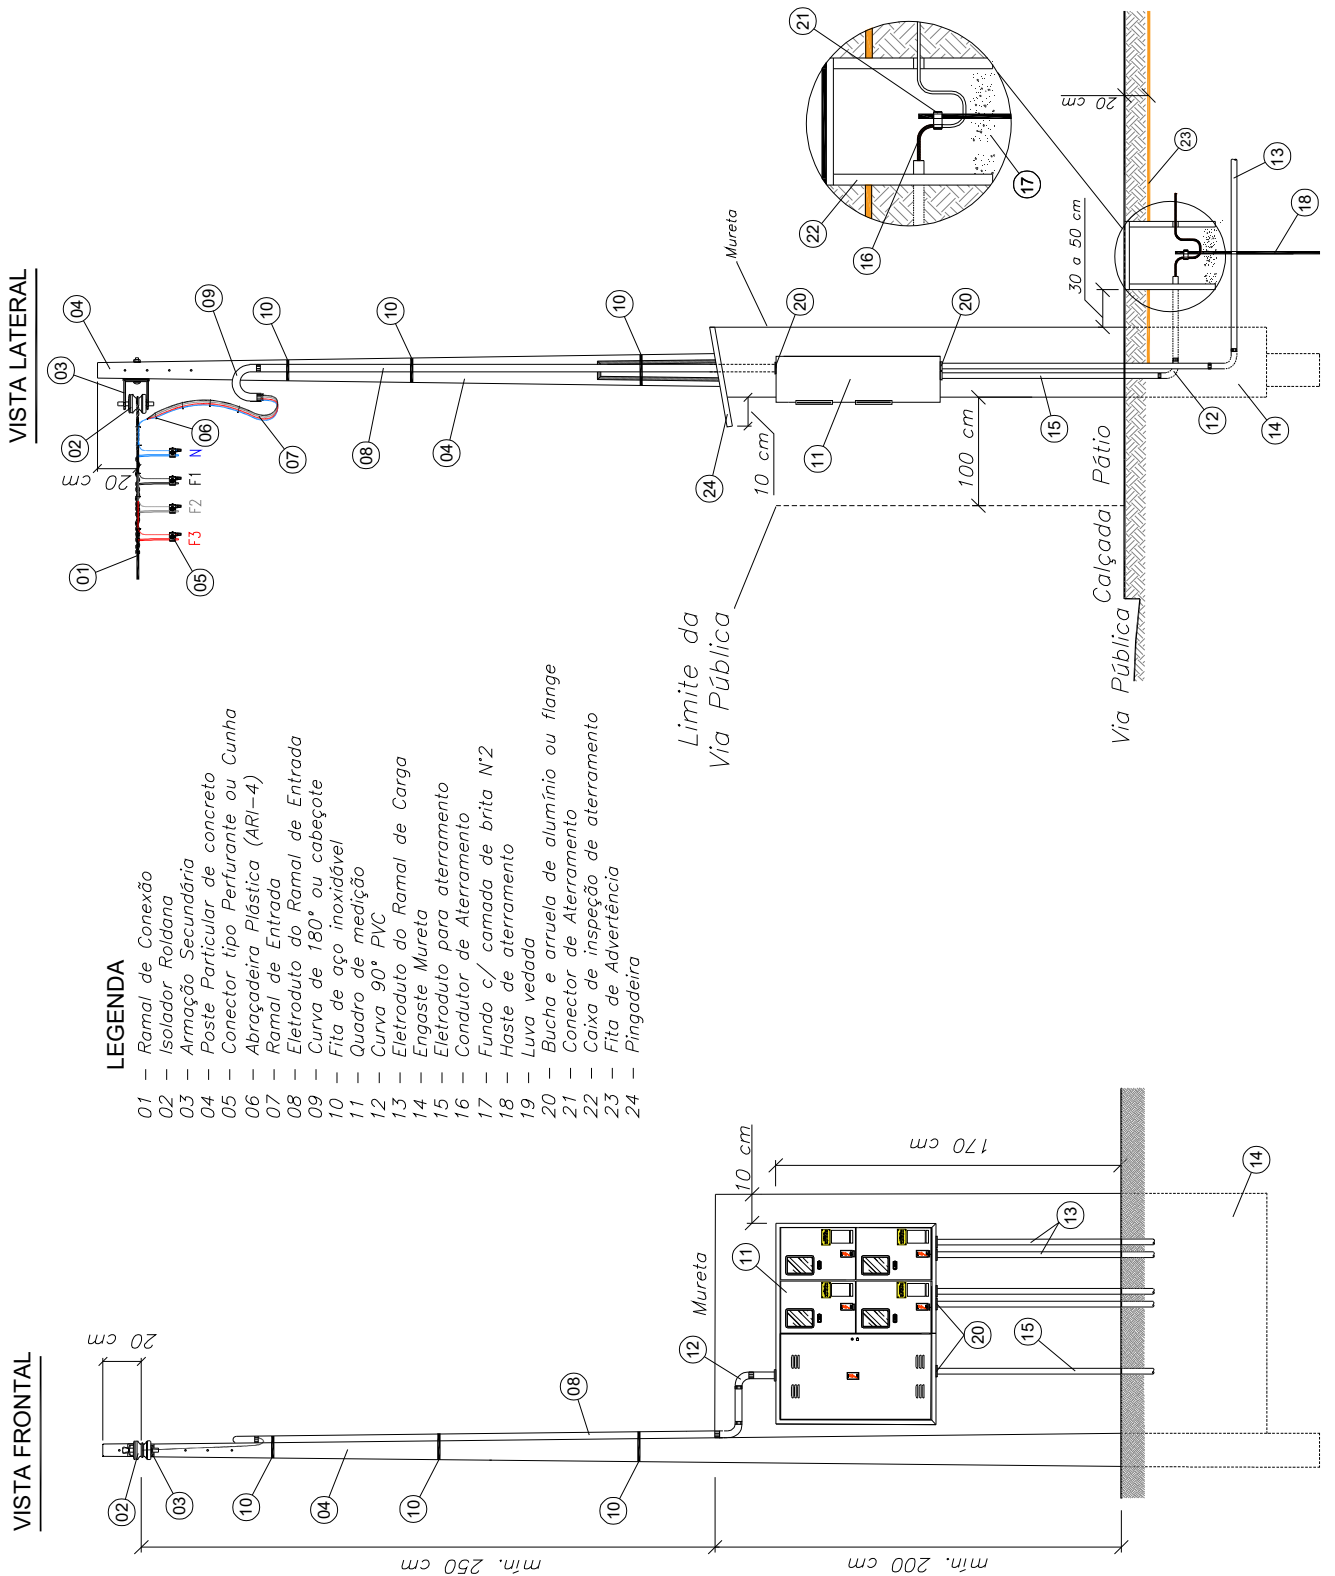 VISTA LATERAL
04
03
02
01
09
10
10
10
06
07
08
04
05
20 cm
N
F1
F2
F3
21
22
16
17
Mureta
20
20
24
10 cm
11
15
100 cm
30 a 50 cm
20 cm
23
13
18
12
14
Limite da
Via Pública
Calçada
Pátio
Via Pública
LEGENDA
01 – Ramal de Conexão
02 – Isolador Roldana
03 – Armação Secundária
04 – Poste Particular de concreto
05 – Conector tipo Perfurante ou Cunha
06 – Abraçadeira Plástica (ARI–4)
07 – Ramal de Entrada
08 – Eletroduto do Ramal de Entrada
09 – Curva de 180° ou cabeçote
10 – Fita de aço inoxidável
11 – Quadro de medição
12 – Curva 90° PVC
13 – Eletroduto do Ramal de Carga
14 – Engaste Mureta
15 – Eletroduto para aterramento
16 – Condutor de Aterramento
17 – Fundo c/ camada de brita N°2
18 – Haste de aterramento
19 – Luva vedada
20 – Bucha e arruela de alumínio ou flange
21 – Conector de Aterramento
22 – Caixa de inspeção de aterramento
23 – Fita de Advertência
24 – Pingadeira
VISTA FRONTAL
20 cm
02
03
10
04
10
10
08
12
Mureta
11
10 cm
170 cm
13
20
15
14
mín. 250 cm
mín. 200 cm